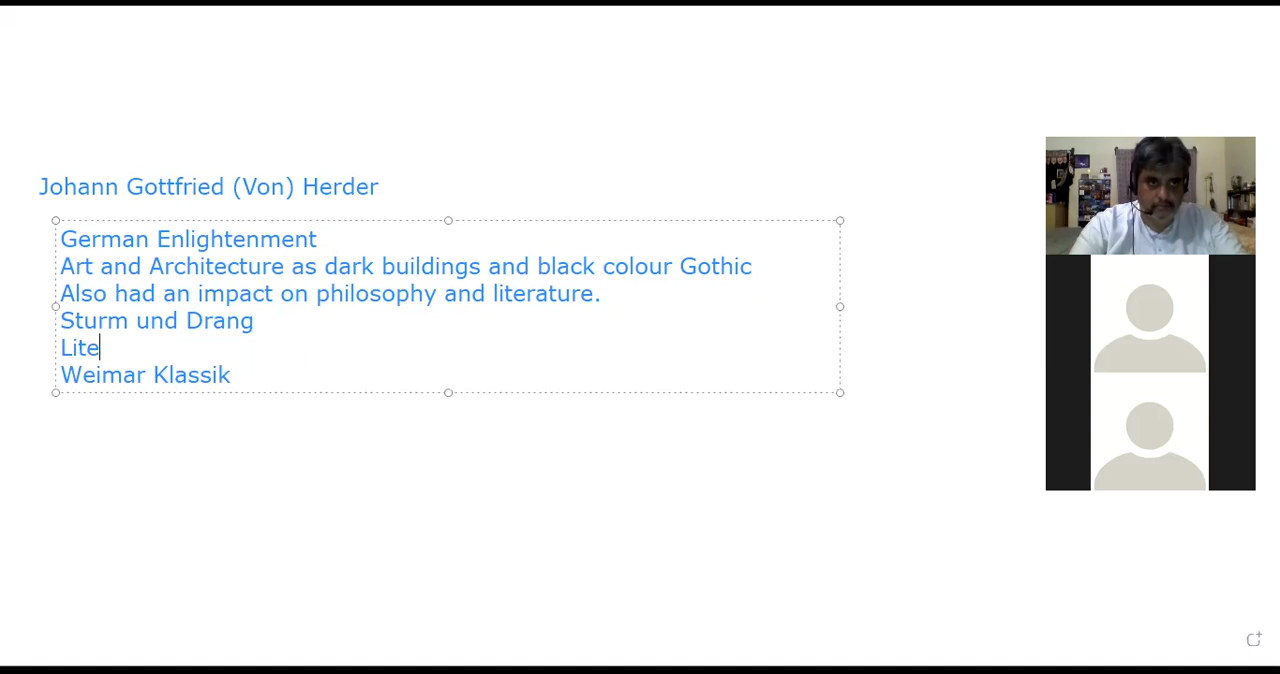 Johann Gottfried (Von) Herder
German Enlightenment
Art and Architecture as dark buildings and black colour Gothic
Also had an impact on philosophy and literature.
Sturm und Drang
Lite
Weimar Klassik